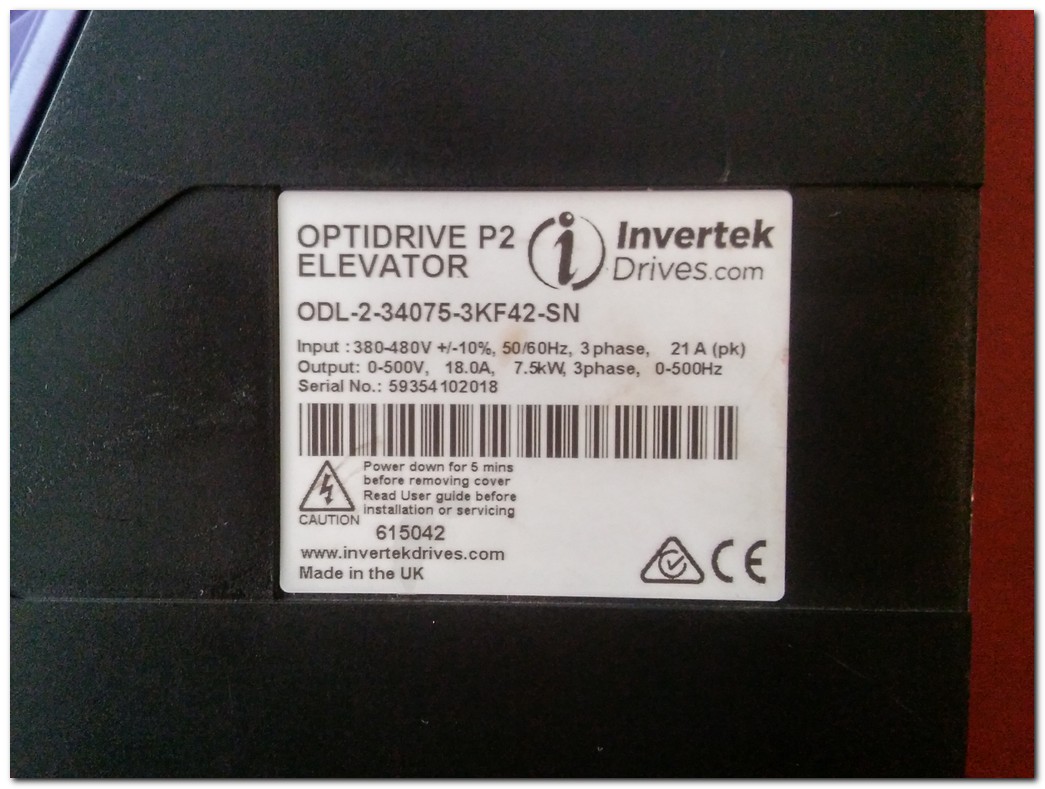 OPTIDRIVE P2
ELEVATOR
i Invertek
Drives.com
ODL-2-34075-3KF42-SN
Input : 380-480V +/-10%, 50/60Hz, 3 phase, 21 A (pk)
Output: 0-500V, 18.0A, 7.5kW, 3phase, 0-500Hz
Serial No.: 59354102018
Power down for 5 mins
before removing cover
Read User guide before
installation or servicing
CAUTION
615042
www.invertekdrives.com
Made in the UK
CE